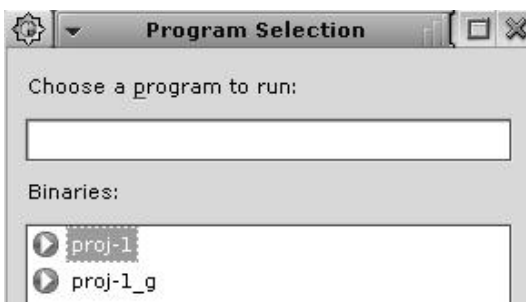 Program Selection
Choose a program to run:
Binaries:
proj-1
proj-1_g